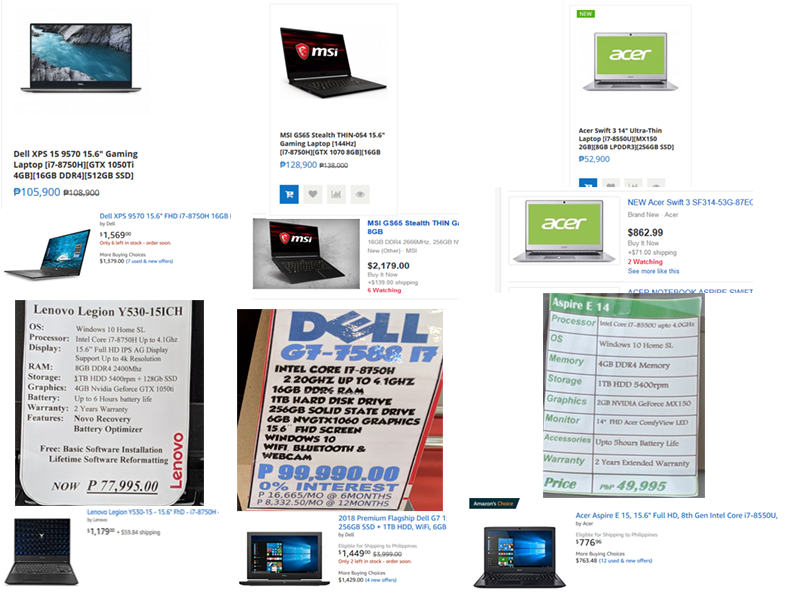 Dell XPS 15 9570 15.6" Gaming
Laptop [i7-8750H][GTX 1050Ti
4GB][16GB DDR4][512GB SSD]
₱105,900 ₱108,900
msi
MSI GS65 Stealth THIN-054 15.6"
Gaming Laptop [144Hz]
[i7-8750H][GTX 1070 8GB][16GB
₱128,900 ₱138,000
NEW
acer
Acer Swift 3 14" Ultra-Thin
Laptop [i7-8550U][MX150
2GB][8GB LPDDR3][256GB SSD]
₱52,900
Dell XPS 9570 15.6" FHD i7-8750H 16GB
by Dell
$1,569.00
Only 6 left in stock - order soon.
More Buying Choices
$1,379.00 (7 used & new offers)
msi
MSI GS65 Stealth THIN
8GB
16GB DDR4 2666MHz, 256GB
New (Other) · MSI
$2,179.00
Buy It Now
+$139.00 shipping
6 Watching
acer
NEW Acer Swift 3 SF314-53G-87EC
Brand New · Acer
$862.99
Buy It Now
+$71.00 shipping
2 Watching
See more like this
ACER NOTEBOOK ASPIRE SWIFT
Lenovo Legion Y530-15ICH
OS: Windows 10 Home SL
Processor: Intel Core i7-8750H Up to 4.1Ghz
Display: 15.6" Full HD IPS AG Display
Support Up to 4k Resolution
RAM: 8GB DDR4 2400Mhz
Storage: 1TB HDD 5400rpm + 128Gb SSD
Graphics: 4GB Nvidia Geforce GTX 1050ti
Battery: Up to 6 Hours battery life
Warranty: 2 Years Warranty
Features: Novo Recovery
Battery Optimizer
Free: Basic Software Installation
Lifetime Software Reformatting
NOW P 77,995.00
Lenovo
DELL
G7-7588 i7
INTEL CORE i7-8750H
2.20GHZ UP TO 4.1GHZ
16GB DDR4 RAM
1TB HARD DISK DRIVE
256GB SOLID STATE DRIVE
6GB NVGTX1060 GRAPHICS
15.6" FHD SCREEN
WINDOWS 10
WIFI, BLUETOOTH &
WEBCAM
P 99,990.00
0% INTEREST
P 16,665/MO @ 6MONTHS
P 8,332.50/MO @ 12MONTHS
Aspire E 14
Processor Intel Core i7-8550U upto 4.0GHz
OS Windows 10 Home SL
Memory 4GB DDR4 Memory
Storage 1TB HDD 5400rpm
Graphics 2GB NVIDIA GeForce MX150
Monitor 14" FHD Acer ComfyView LED
Accessories Upto 5hours Battery Life
Warranty 2 Years Extended Warranty
Price PhP 49,995
Lenovo Legion Y530-15 - 15.6" FhD - i7-8750H -
by Lenovo
$1,179.00 + $59.84 shipping
2018 Premium Flagship Dell G7
256GB SSD + 1TB HDD, WiFi, 6GB
by Dell
Eligible for Shipping to Philippines
$1,449.00 $3,999.00
Only 2 left in stock - order soon.
More Buying Choices
$1,429.00 (4 new offers)
Amazon's Choice
Acer Aspire E 15, 15.6" Full HD, 8th Gen Intel Core i7-8550U,
by Acer
Eligible for Shipping to Philippines
$776.96
More Buying Choices
$763.48 (12 used & new offers)